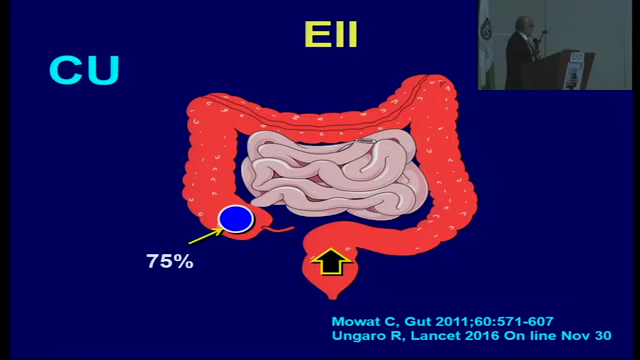 EII
CU
75%
Mowat C, Gut 2011;60:571-607
Ungaro R, Lancet 2016 On line Nov 30